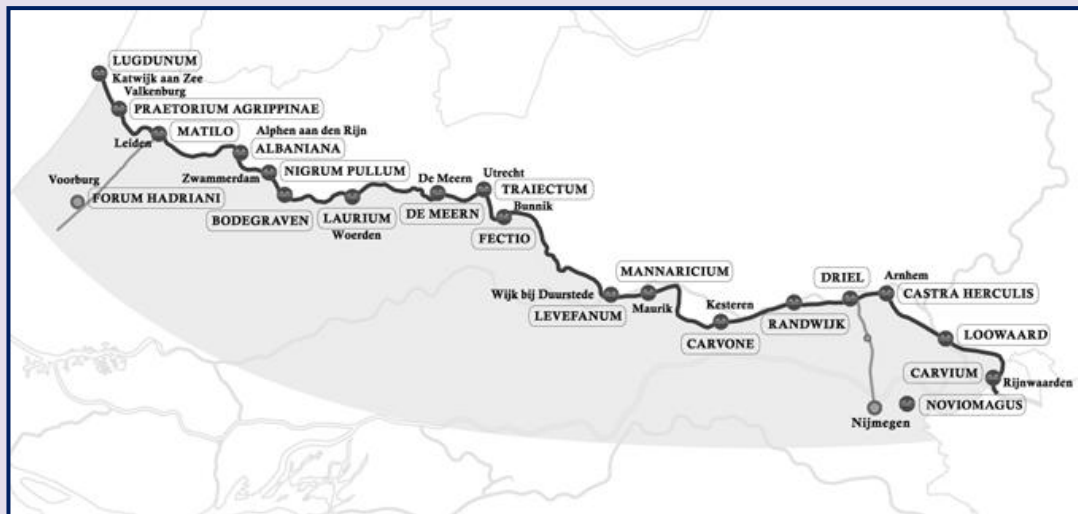 LUGDUNUM
Katwijk aan Zee
Valkenburg
PRAETORIUM AGRIPPINAE
MATILO
Leiden
Alphen aan den Rijn
ALBANIANA
Voorburg
FORUM HADRIANI
Zwammerdam
NIGRUM PULLUM
BODEGRAVEN
LAURIUM
Woerden
De Meern
DE MEERN
Utrecht
TRAIECTUM
Bunnik
FECTIO
Wijk bij Duurstede
LEVEFANUM
MANNARICIUM
Maurik
Kesteren
CARVONE
RANDWIJK
DRIEL
Arnhem
CASTRA HERCULIS
LOOWAARD
CARVIUM
Rijnwaarden
NOVIOMAGUS
Nijmegen